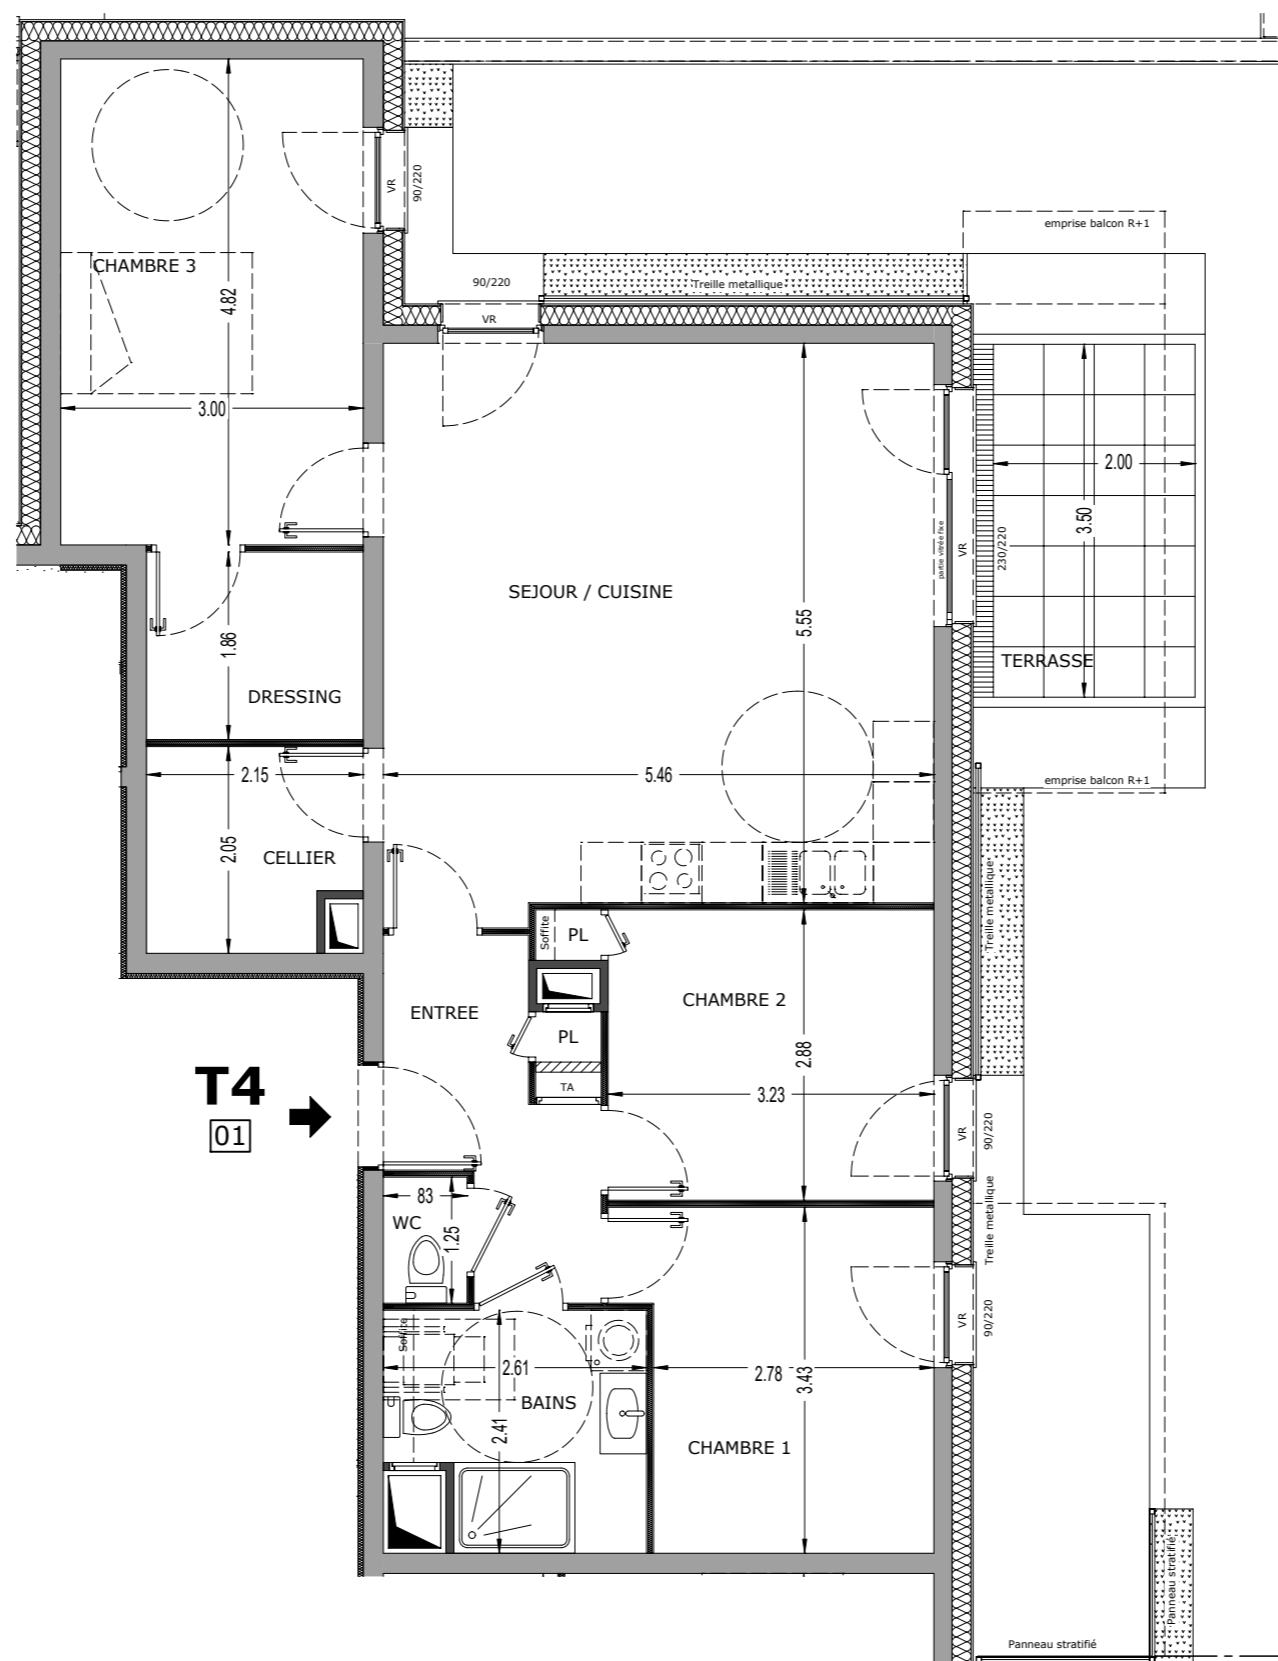 emprise balcon R+1
VR
90/220
CHAMBRE 3
4.82
90/220
Treille metallique
VR
3.00
2.00
3.50
partie vitrée fixe
VR
230/220
SEJOUR / CUISINE
5.55
1.86
TERRASSE
DRESSING
2.15
5.46
emprise balcon R+1
2.05
CELLIER
Treille metallique
Soffite
PL
CHAMBRE 2
ENTREE
PL
2.88
T4
TA
3.23
01
VR
90/220
83
WC
1.25
Treille metallique
VR
90/220
Soffite
2.61
2.78
3.43
BAINS
2.41
CHAMBRE 1
Panneau stratifié
Panneau stratifié